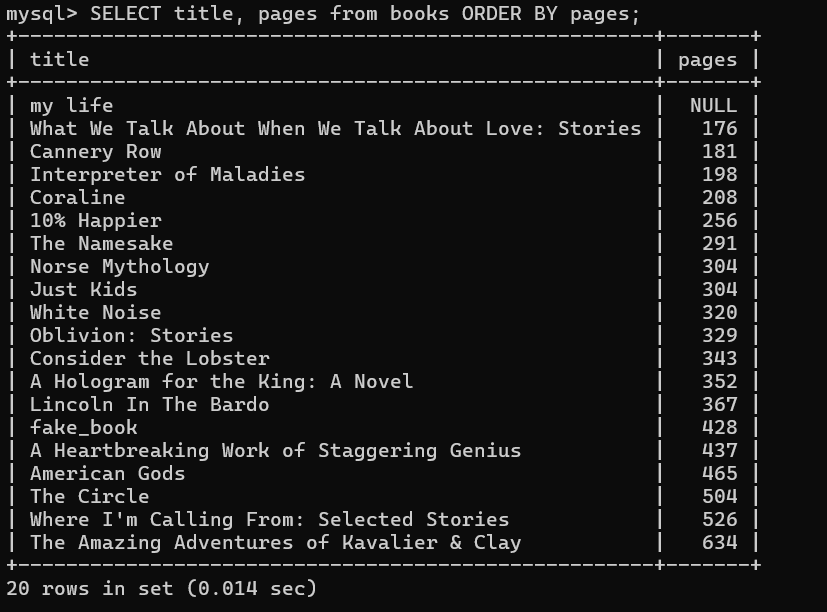 mysql> SELECT title, pages from books ORDER BY pages;
+-----------------------------------------------------+-------+
| title                                               | pages |
+-----------------------------------------------------+-------+
| my life                                             |  NULL |
| What We Talk About When We Talk About Love: Stories |   176 |
| Cannery Row                                         |   181 |
| Interpreter of Maladies                             |   198 |
| Coraline                                            |   208 |
| 10% Happier                                         |   256 |
| The Namesake                                        |   291 |
| Norse Mythology                                     |   304 |
| Just Kids                                           |   304 |
| White Noise                                         |   320 |
| Oblivion: Stories                                   |   329 |
| Consider the Lobster                                |   343 |
| A Hologram for the King: A Novel                    |   352 |
| Lincoln In The Bardo                                |   367 |
| fake_book                                           |   428 |
| A Heartbreaking Work of Staggering Genius           |   437 |
| American Gods                                       |   465 |
| The Circle                                          |   504 |
| Where I'm Calling From: Selected Stories            |   526 |
| The Amazing Adventures of Kavalier & Clay           |   634 |
+-----------------------------------------------------+-------+
20 rows in set (0.014 sec)